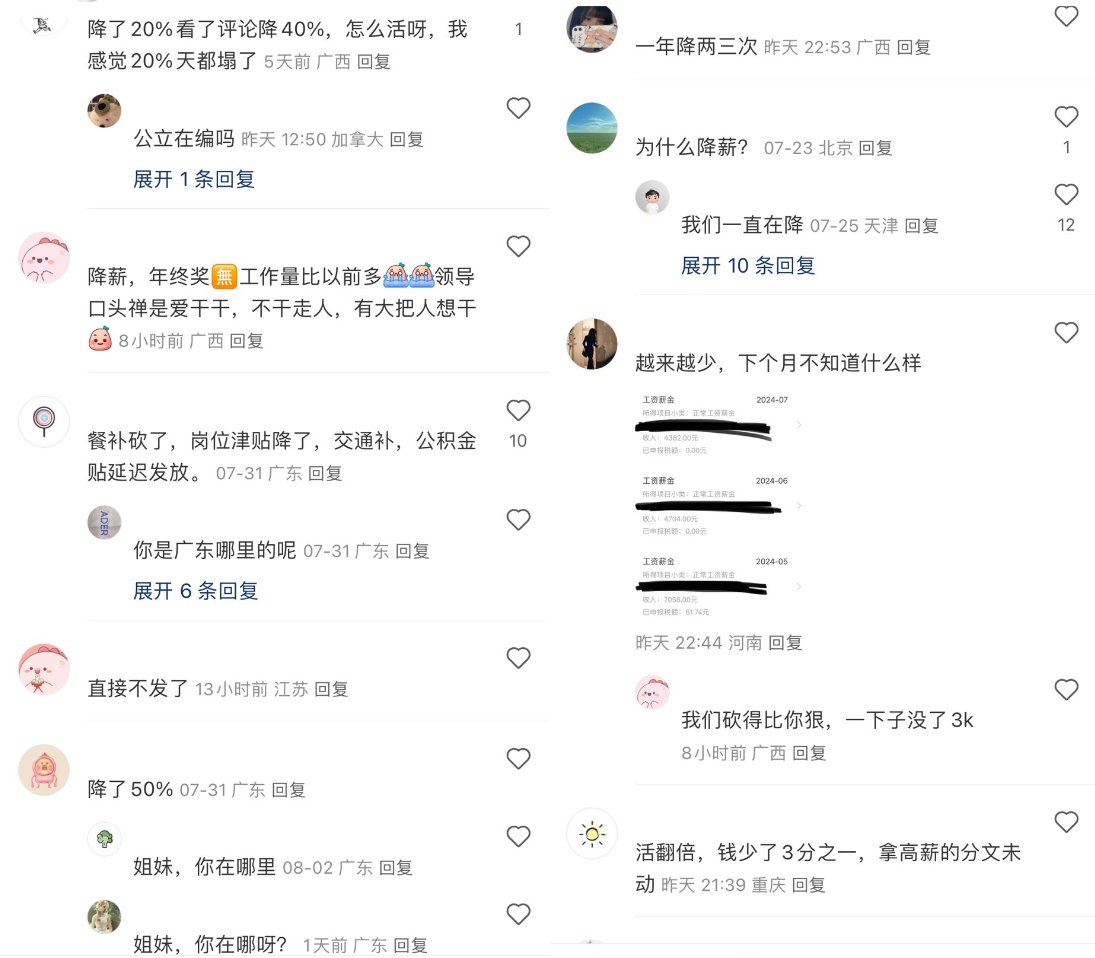 降了20%看了评论降40%，怎么活呀，我
感觉20%天都塌了 5天前 广西 回复
1
公立在编吗 昨天 12:50 加拿大 回复
展开 1 条回复
降薪，年终奖🈚工作量比以前多领导
口头禅是爱干干，不干走人，有大把人想干
8小时前 广西 回复
餐补砍了，岗位津贴降了，交通补，公积金
贴延迟发放。 07-31 广东 回复
10
ADER
你是广东哪里的呢 07-31 广东 回复
展开 6 条回复
直接不发了 13小时前 江苏 回复
降了50% 07-31 广东 回复
姐妹，你在哪里 08-02 广东 回复
姐妹，你在哪呀？ 1天前 广东 回复
一年降两三次 昨天 22:53 广西 回复
为什么降薪？ 07-23 北京 回复
1
我们一直在降 07-25 天津 回复
12
展开 10 条回复
越来越少，下个月不知道什么样
工资薪金 2024-07
所得项目小类：正常工资薪金
收入：4382.00元
已申报税额：0.00元
工资薪金 2024-06
所得项目小类：正常工资薪金
收入：4704.00元
已申报税额：0.00元
工资薪金 2024-05
所得项目小类：正常工资薪金
收入：7058.00元
已申报税额：61.74元
昨天 22:44 河南 回复
我们砍得比你狠，一下子没了3k
8小时前 广西 回复
活翻倍，钱少了3分之一，拿高薪的分文未
动 昨天 21:39 重庆 回复